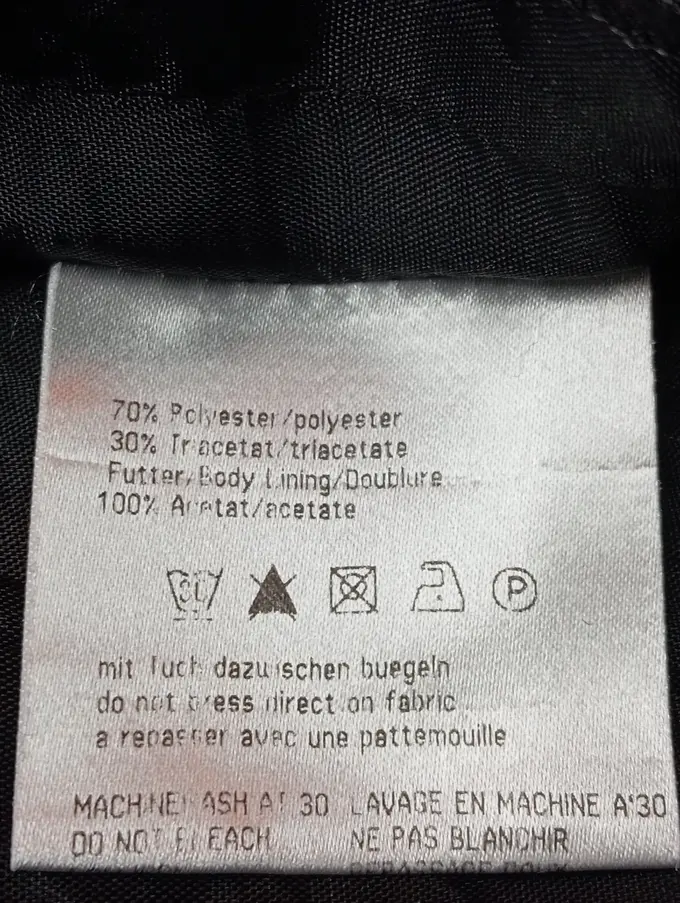 70% Polyester/polyester
30% Triacetat/triacetate
Futter/Body Lining/Doublure
100% Acetat/acetate
30 P
mit Tuch dazwischen buegeln
do not press direct on fabric
a repasser avec une pattemouille
MACHINE WASH AT 30 LAVAGE EN MACHINE A'30
DO NOT BLEACH NE PAS BLANCHIR